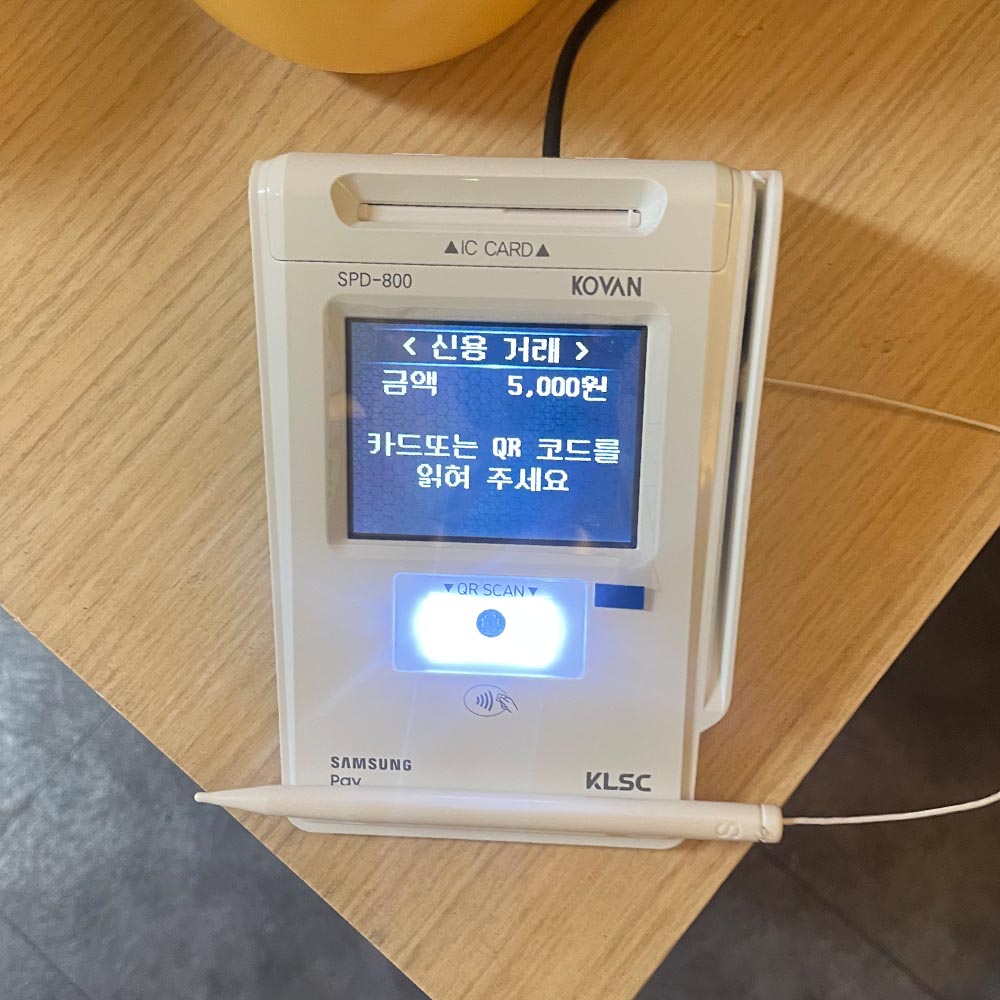 ▲IC CARD▲
SPD-800 KOVAN
< 신용 거래 >
금액 5,000원
카드또는 QR 코드를
읽혀 주세요
▼QR SCAN▼
SAMSUNG
Pay KLSC